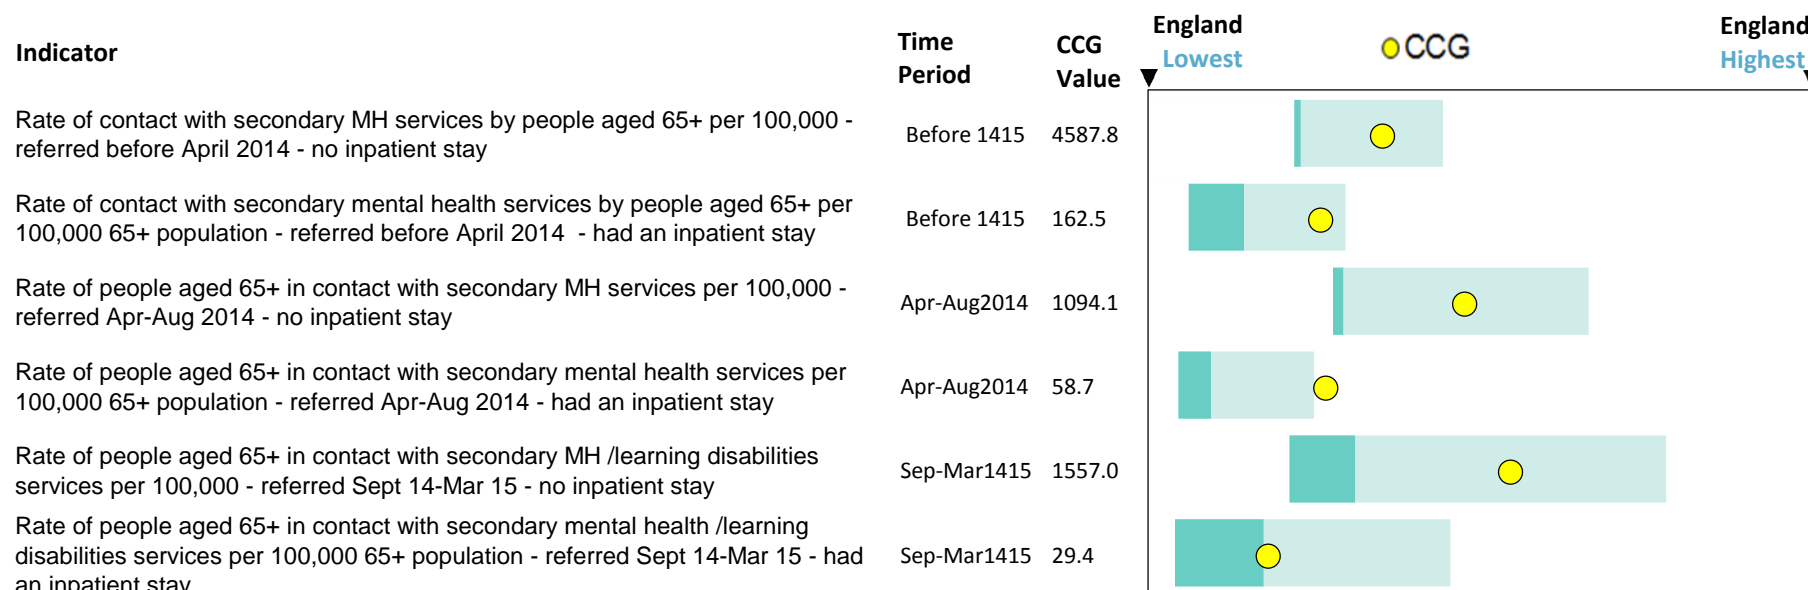 Indicator
Time
Period
CCG
Value
England
Lowest
CCG
England
Highest
Rate of contact with secondary MH services by people aged 65+ per 100,000 -
referred before April 2014 - no inpatient stay
Before 1415
4587.8
Rate of contact with secondary mental health services by people aged 65+ per
100,000 65+ population - referred before April 2014 - had an inpatient stay
Before 1415
162.5
Rate of people aged 65+ in contact with secondary MH services per 100,000 -
referred Apr-Aug 2014 - no inpatient stay
Apr-Aug2014
1094.1
Rate of people aged 65+ in contact with secondary mental health services per
100,000 65+ population - referred Apr-Aug 2014 - had an inpatient stay
Apr-Aug2014
58.7
Rate of people aged 65+ in contact with secondary MH /learning disabilities
services per 100,000 - referred Sept 14-Mar 15 - no inpatient stay
Sep-Mar1415
1557.0
Rate of people aged 65+ in contact with secondary mental health /learning
disabilities services per 100,000 65+ population - referred Sept 14-Mar 15 - had
an inpatient stay
Sep-Mar1415
29.4